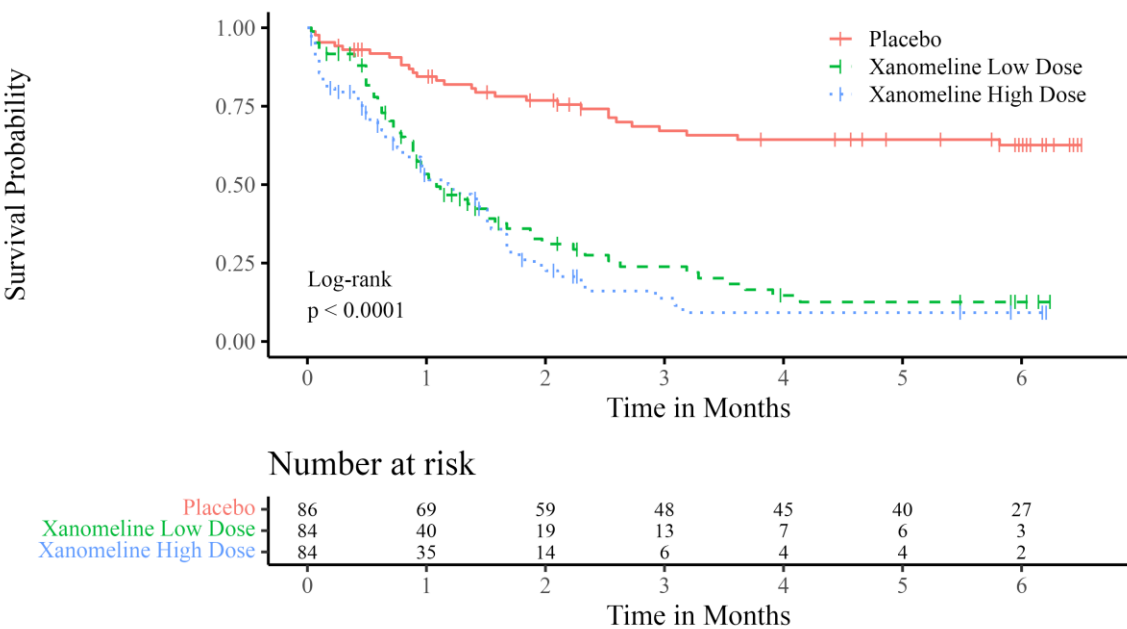 Survival Probability
1.00
0.75
0.50
0.25
0.00
Placebo
Xanomeline Low Dose
Xanomeline High Dose
Log-rank
p < 0.0001
0 1 2 3 4 5 6
Time in Months
Number at risk
Placebo 86 69 59 48 45 40 27
Xanomeline Low Dose 84 40 19 13 7 6 3
Xanomeline High Dose 84 35 14 6 4 4 2
0 1 2 3 4 5 6
Time in Months